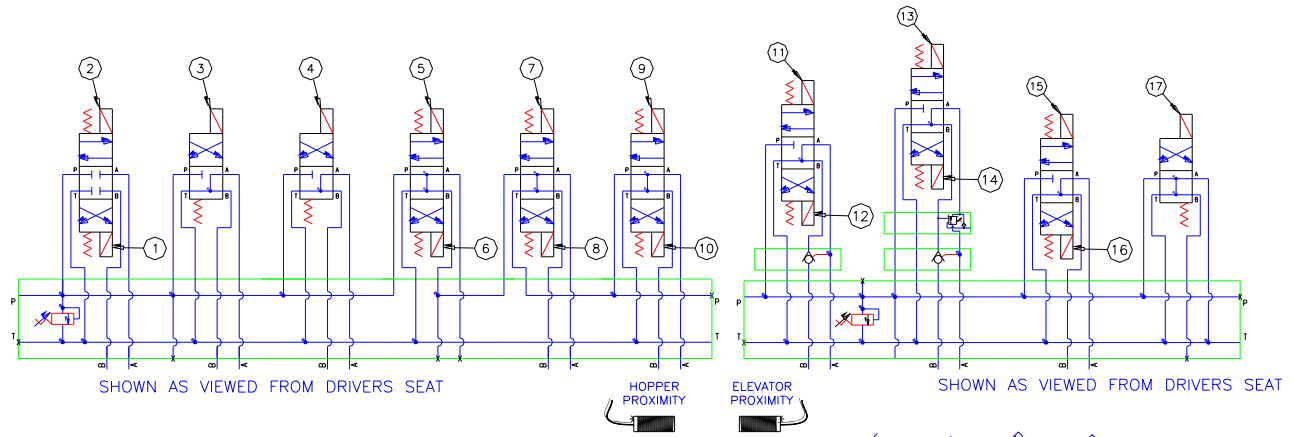 13
2
3
4
5
7
9
11
15
17
P A
T B
P A
T B
P A
T B
P A
T B
P A
T B
P A
T B
P A
T B
P A
T B
P A
T B
P A
T B
1
6
8
10
12
14
16
P
P
P
P
T
T
T
T
B A
B A
B A
B A
B A
B A
B A
B A
SHOWN AS VIEWED FROM DRIVERS SEAT
SHOWN AS VIEWED FROM DRIVERS SEAT
HOPPER
PROXIMITY
ELEVATOR
PROXIMITY